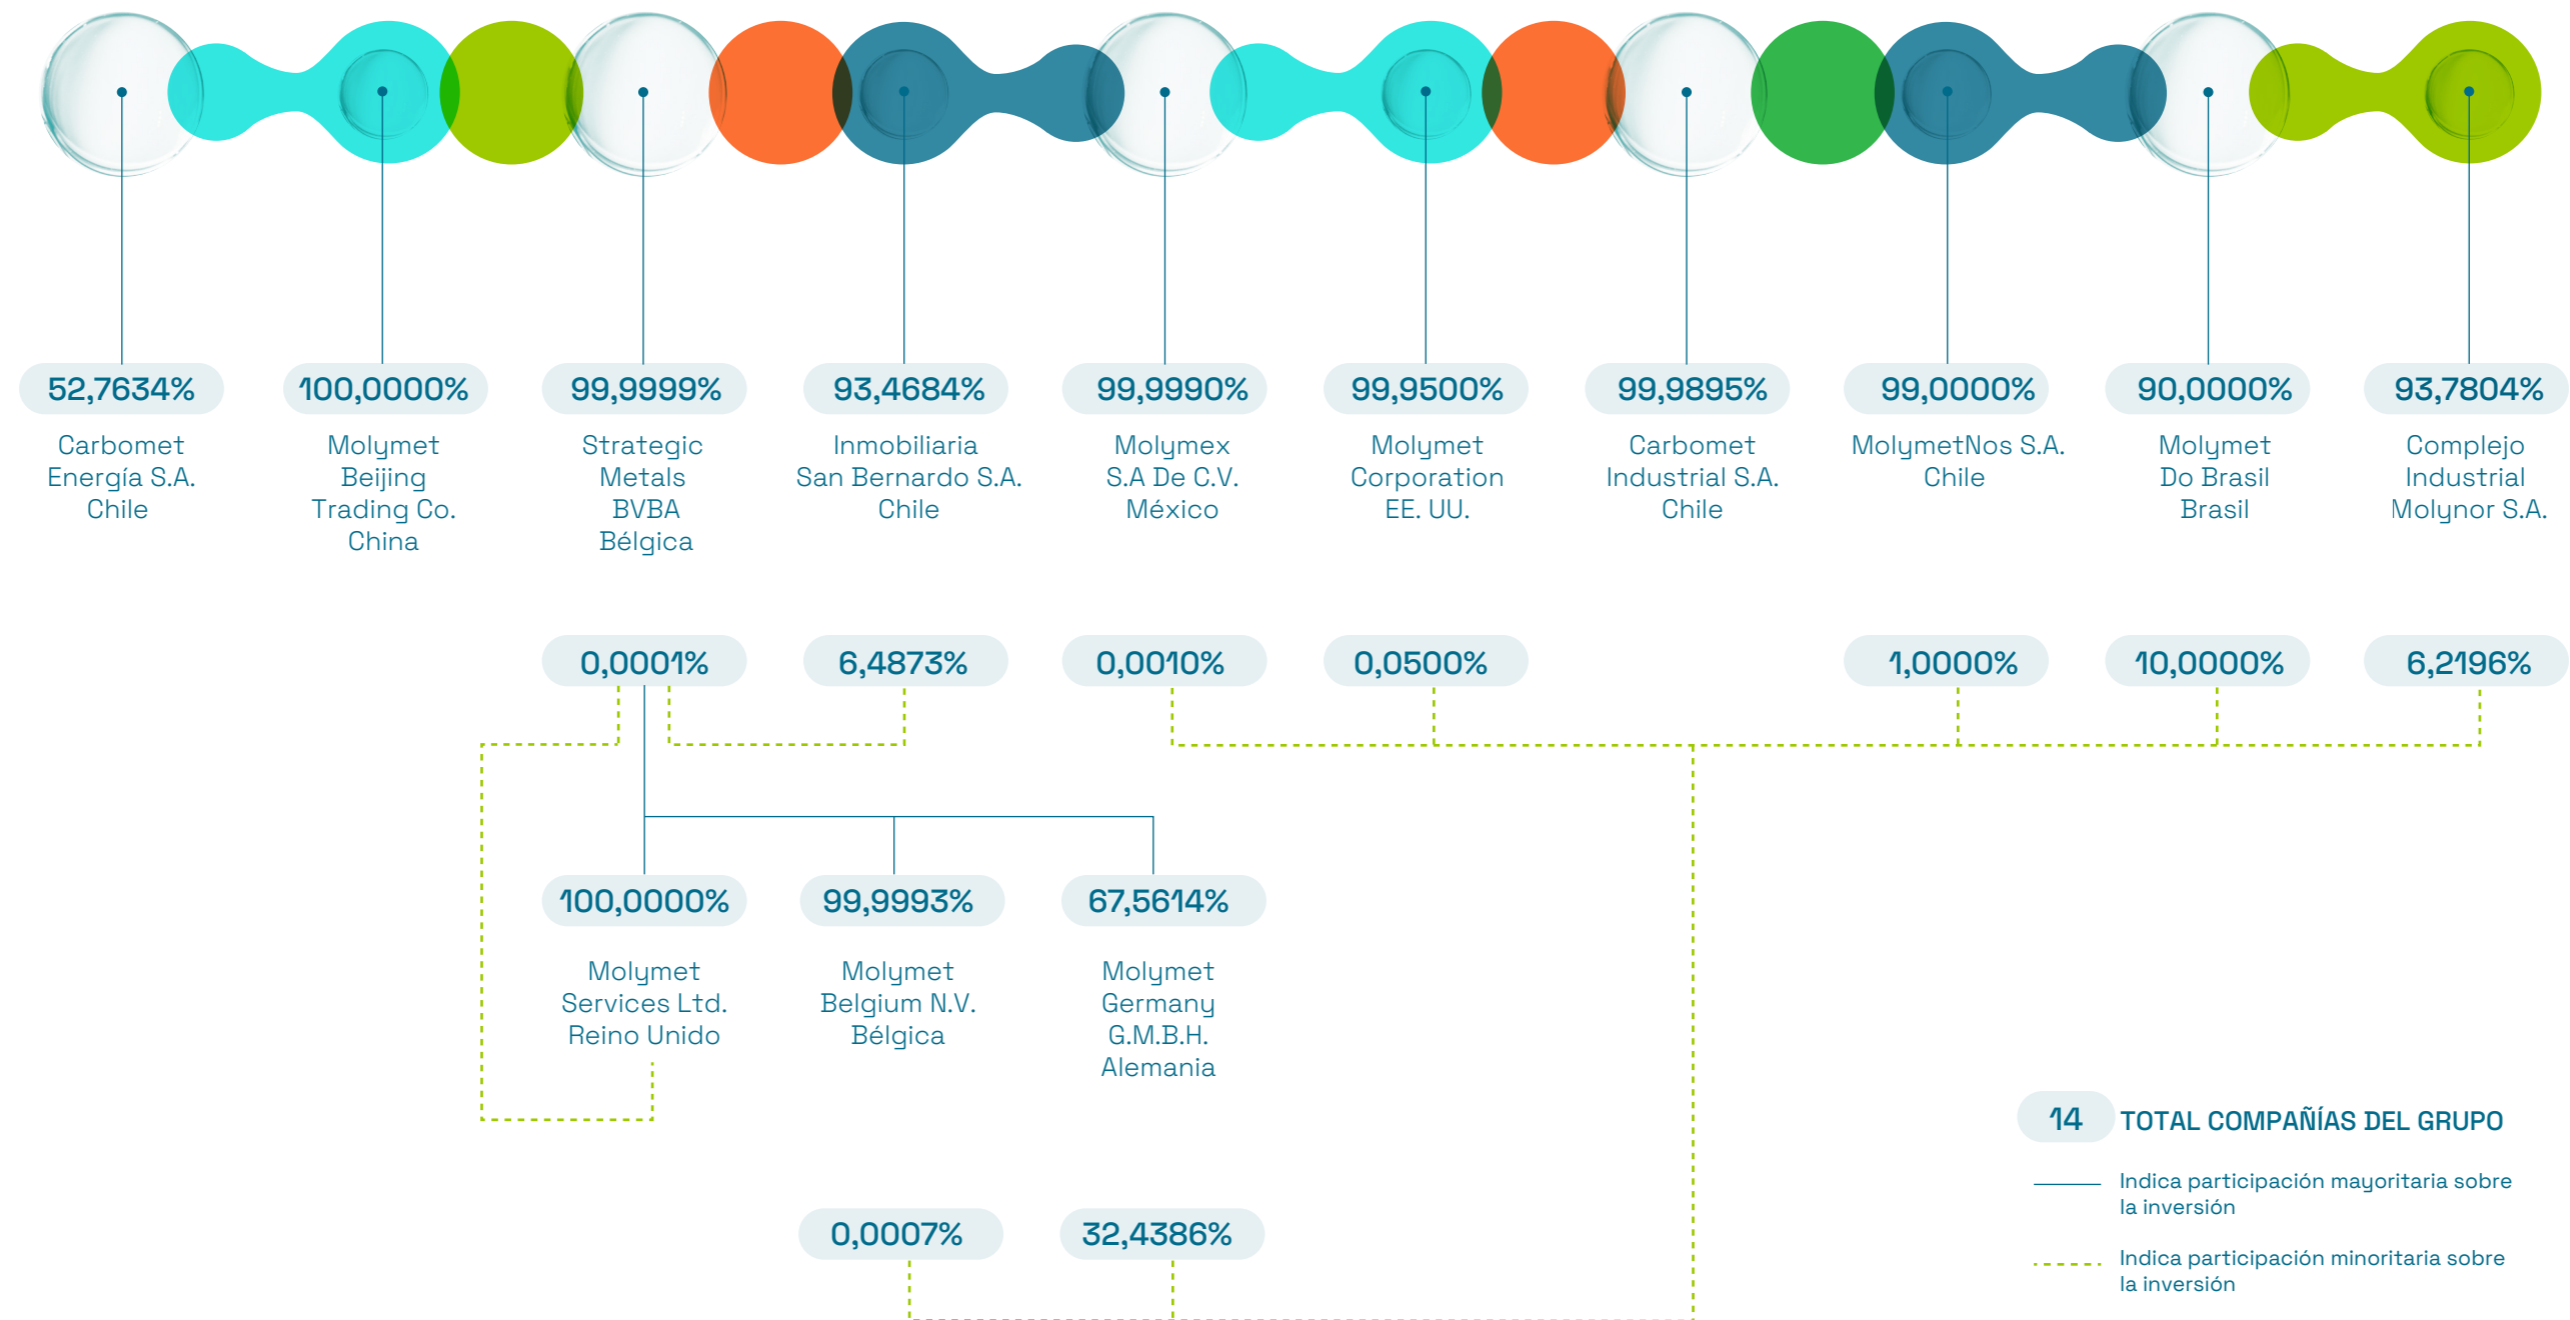 52,7634%
Carbomet
Energía S.A.
Chile
100,0000%
Molymet
Beijing
Trading Co.
China
99,9999%
Strategic
Metals
BVBA
Bélgica
93,4684%
Inmobiliaria
San Bernardo S.A.
Chile
99,9990%
Molymex
S.A De C.V.
México
99,9500%
Molymet
Corporation
EE. UU.
99,9895%
Carbomet
Industrial S.A.
Chile
99,0000%
MolymetNos S.A.
Chile
90,0000%
Molymet
Do Brasil
Brasil
93,7804%
Complejo
Industrial
Molynor S.A.
0,0001%
6,4873%
0,0010%
0,0500%
1,0000%
10,0000%
6,2196%
100,0000%
Molymet
Services Ltd.
Reino Unido
99,9993%
Molymet
Belgium N.V.
Bélgica
67,5614%
Molymet
Germany
G.M.B.H.
Alemania
0,0007%
32,4386%
14 TOTAL COMPAÑÍAS DEL GRUPO
Indica participación mayoritaria sobre
la inversión
Indica participación minoritaria sobre
la inversión